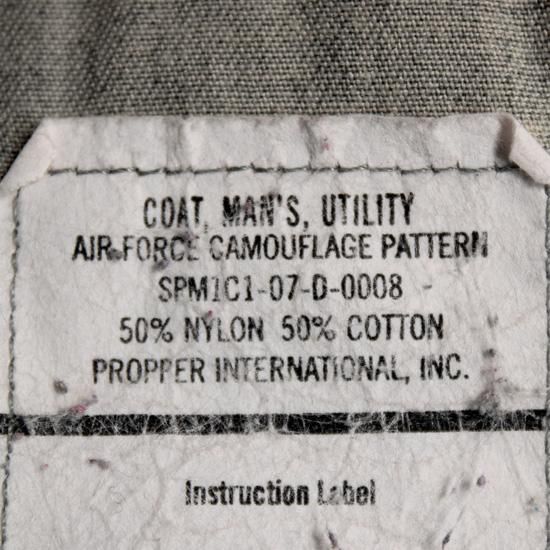 COAT, MAN'S, UTILITY
AIR FORCE CAMOUFLAGE PATTERN
SPM1C1-07-D-0008
50% NYLON 50% COTTON
PROPPER INTERNATIONAL, INC.
Instruction Label